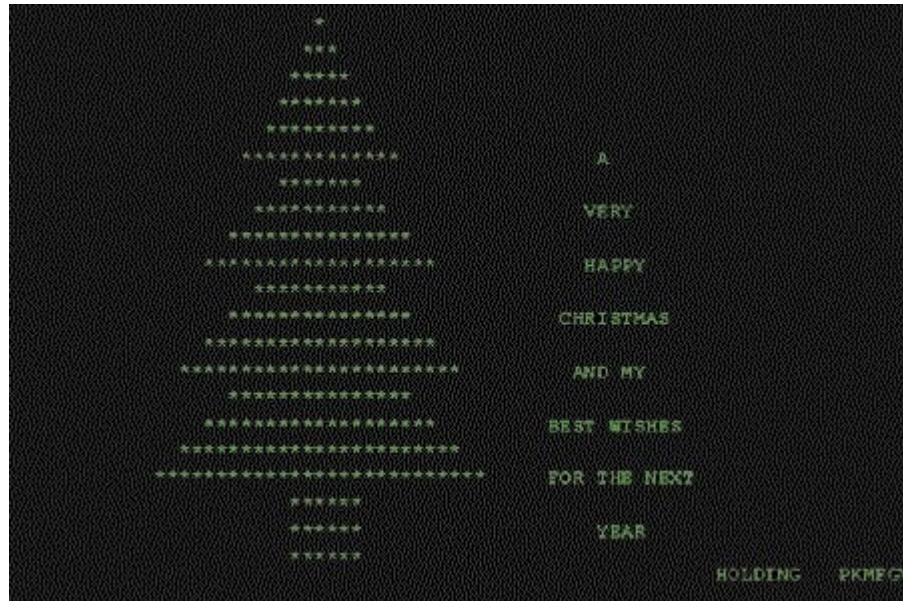 A
VERY
HAPPY
CHRISTMAS
AND MY
BEST WISHES
FOR THE NEXT
YEAR
HOLDING